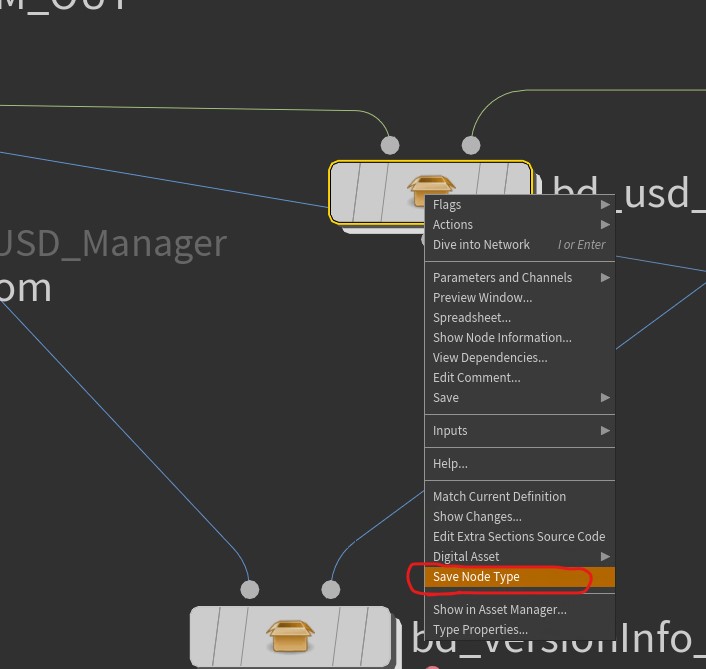 M_OUT
bd_usd_
USD_Manager
om
Flags
Actions
Dive into Network I or Enter
Parameters and Channels
Preview Window...
Spreadsheet...
Show Node Information...
View Dependencies...
Edit Comment...
Save
Inputs
Help...
Match Current Definition
Show Changes...
Edit Extra Sections Source Code
Digital Asset
Save Node Type
Show in Asset Manager...
Type Properties...
bd_versionInfo_